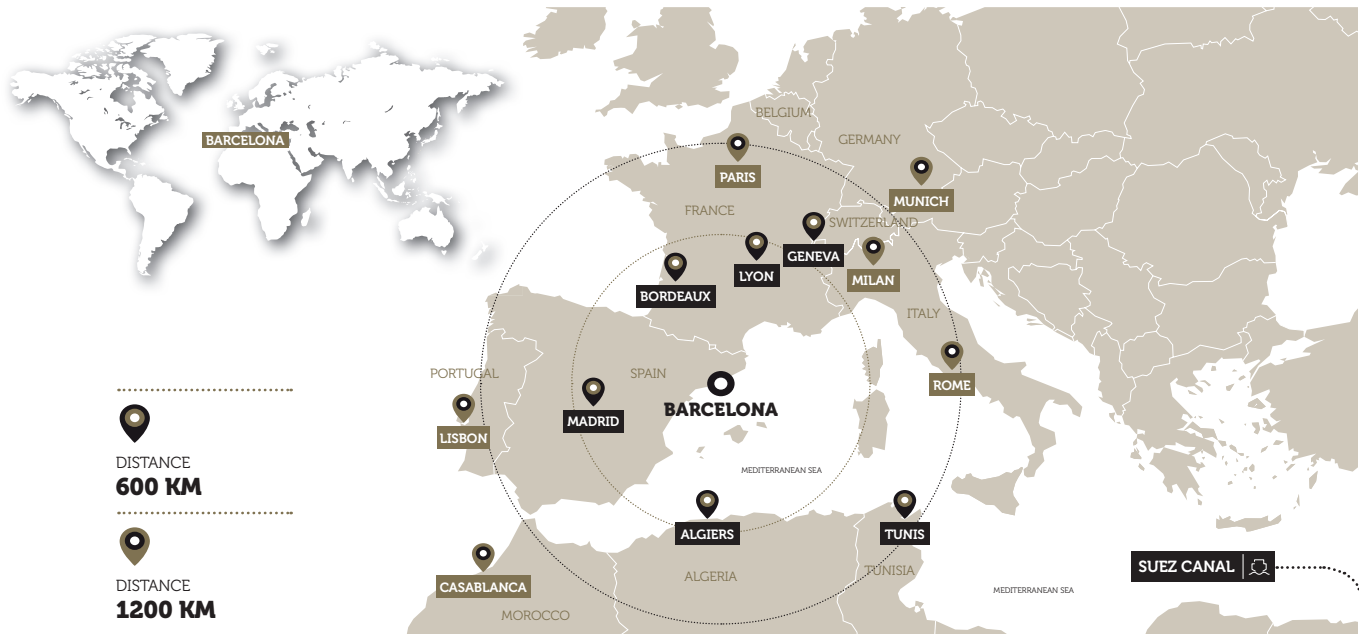 BARCELONA
DISTANCE
600 KM
DISTANCE
1200 KM
BELGIUM
GERMANY
PARIS
MUNICH
FRANCE
SWITZERLAND
GENEVA
LYON
MILAN
BORDEAUX
ITALY
PORTUGAL
SPAIN
ROME
BARCELONA
MADRID
LISBON
MEDITERRANEAN SEA
ALGIERS
TUNIS
SUEZ CANAL
TUNISIA
ALGERIA
CASABLANCA
MEDITERRANEAN SEA
MOROCCO